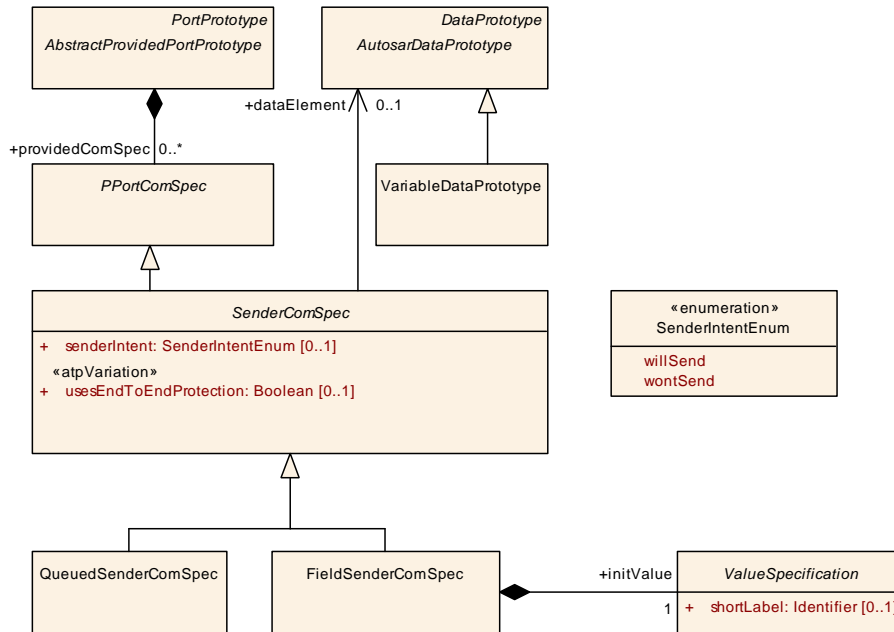 PortPrototype
AbstractProvidedPortPrototype
DataPrototype
AutosarDataPrototype
+dataElement
0..1
+providedComSpec
0..*
PPortComSpec
VariableDataPrototype
SenderComSpec
+ senderIntent: SenderIntentEnum [0..1]
«atpVariation»
+ usesEndToEndProtection: Boolean [0..1]
«enumeration»
SenderIntentEnum
willSend
wontSend
QueuedSenderComSpec
FieldSenderComSpec
+initValue
1
ValueSpecification
+ shortLabel: Identifier [0..1]